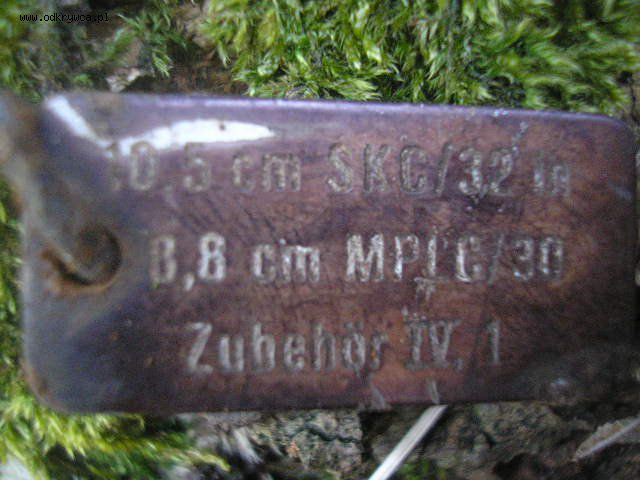 www.odkrywca.pl
10,5 cm SKC/32 in
8,8 cm MPLC/30
Zubehör IV, 1